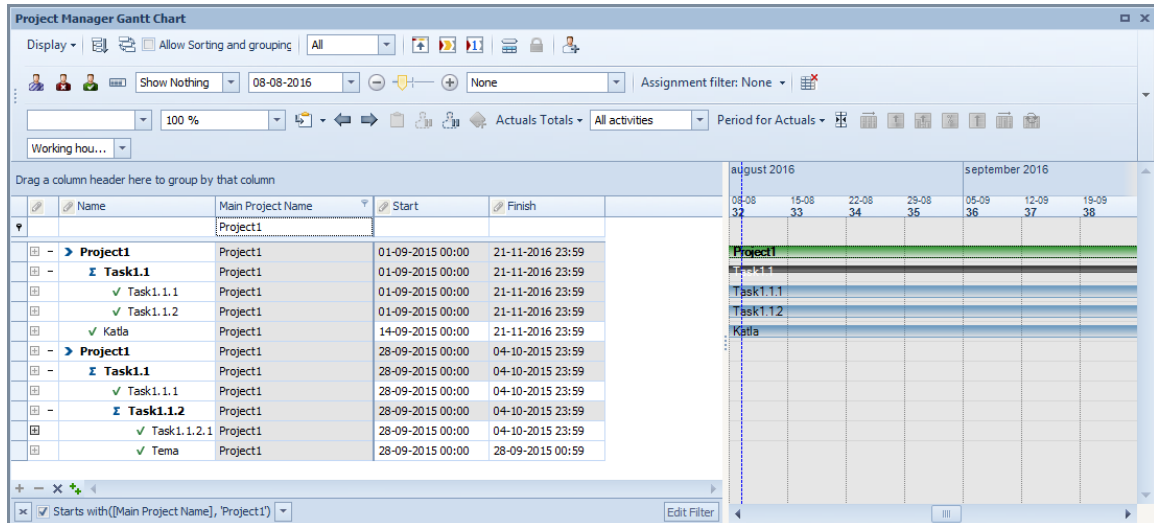 Project Manager Gantt Chart
Display Allow Sorting and grouping All
Show Nothing 08-08-2016 None Assignment filter: None
100 % Actuals Totals All activities Period for Actuals
Working hou...
Drag a column header here to group by that column
Name Main Project Name Start Finish
Project1
Project1 Project1 01-09-2015 00:00 21-11-2016 23:59
Σ Task1.1 Project1 01-09-2015 00:00 21-11-2016 23:59
Task1.1.1 Project1 01-09-2015 00:00 21-11-2016 23:59
Task1.1.2 Project1 01-09-2015 00:00 21-11-2016 23:59
Katla Project1 14-09-2015 00:00 21-11-2016 23:59
Project1 Project1 28-09-2015 00:00 04-10-2015 23:59
Σ Task1.1 Project1 28-09-2015 00:00 04-10-2015 23:59
Task1.1.1 Project1 28-09-2015 00:00 04-10-2015 23:59
Σ Task1.1.2 Project1 28-09-2015 00:00 04-10-2015 23:59
Task1.1.2.1 Project1 28-09-2015 00:00 04-10-2015 23:59
Tema Project1 28-09-2015 00:00 28-09-2015 00:59
Starts with([Main Project Name], 'Project1') Edit Filter
august 2016 september 2016
08-08 15-08 22-08 29-08 05-09 12-09 19-09
32 33 34 35 36 37 38
Project1
Task1.1
Task1.1.1
Task1.1.2
Katla